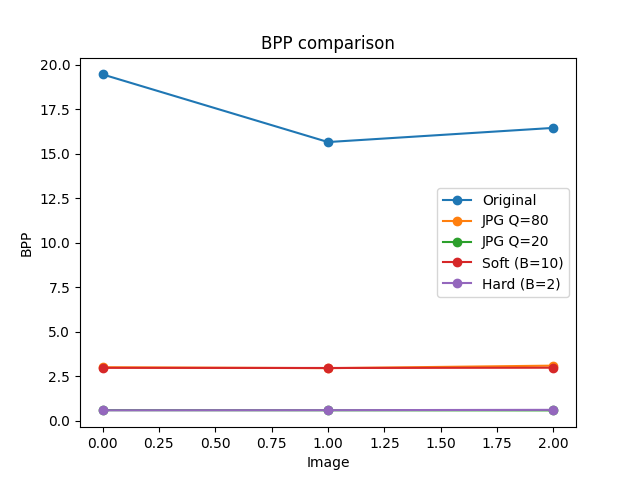 BPP comparison
20.0
17.5
15.0
12.5
10.0
7.5
5.0
2.5
0.0
BPP
Original
JPG Q=80
JPG Q=20
Soft (B=10)
Hard (B=2)
0.00 0.25 0.50 0.75 1.00 1.25 1.50 1.75 2.00
Image